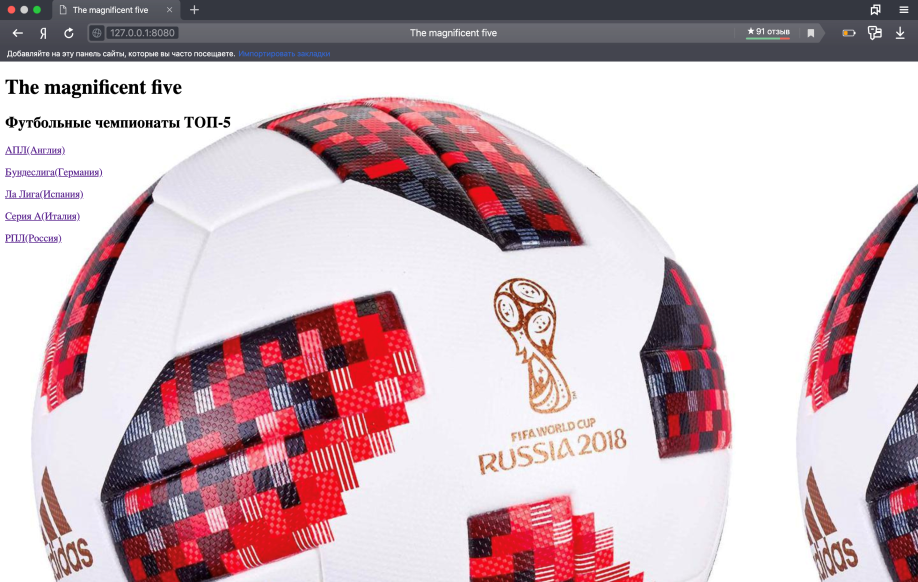 The magnificent five
127.0.0.1:8080
The magnificent five
★ 91 отзыв
Добавляйте на эту панель сайты, которые вы часто посещаете. Импортировать закладки
The magnificent five
Футбольные чемпионаты ТОП-5
АПЛ(Англия)
Бундеслига(Германия)
Ла Лига(Испания)
Серия А(Италия)
РПЛ(Россия)
FIFA WORLD CUP
RUSSIA 2018
adidas
adidas